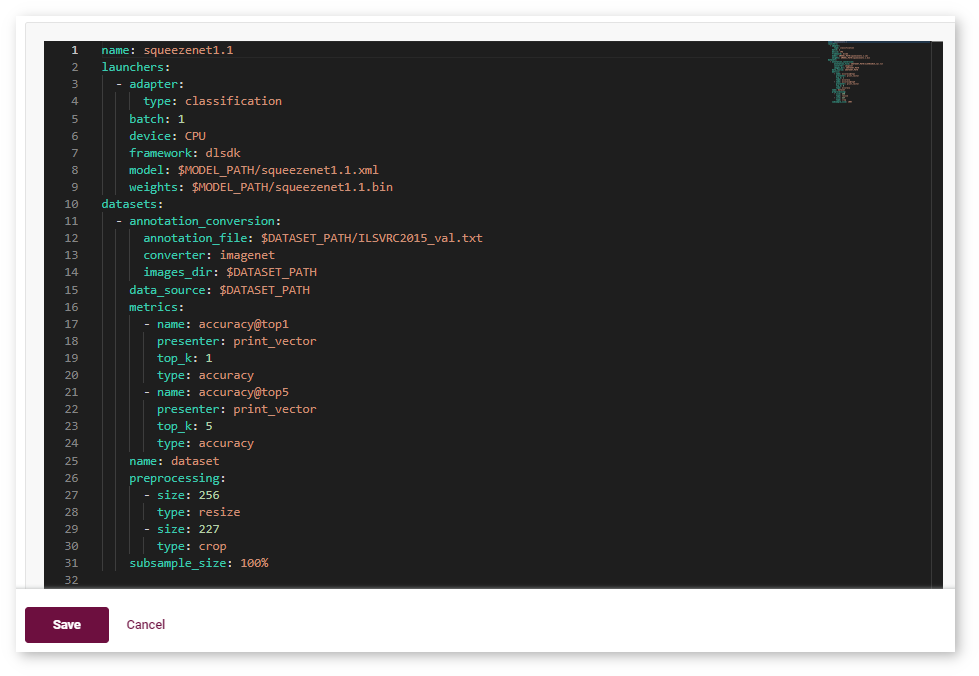 1 name: squeezenet1.1
2 launchers:
3 - adapter:
4 type: classification
5 batch: 1
6 device: CPU
7 framework: dlsdk
8 model: $MODEL_PATH/squeezenet1.1.xml
9 weights: $MODEL_PATH/squeezenet1.1.bin
10 datasets:
11 - annotation_conversion:
12 annotation_file: $DATASET_PATH/ILSVRC2015_val.txt
13 converter: imagenet
14 images_dir: $DATASET_PATH
15 data_source: $DATASET_PATH
16 metrics:
17 - name: accuracy@top1
18 presenter: print_vector
19 top_k: 1
20 type: accuracy
21 - name: accuracy@top5
22 presenter: print_vector
23 top_k: 5
24 type: accuracy
25 name: dataset
26 preprocessing:
27 - size: 256
28 type: resize
29 - size: 227
30 type: crop
31 subsample_size: 100%
32
Save Cancel